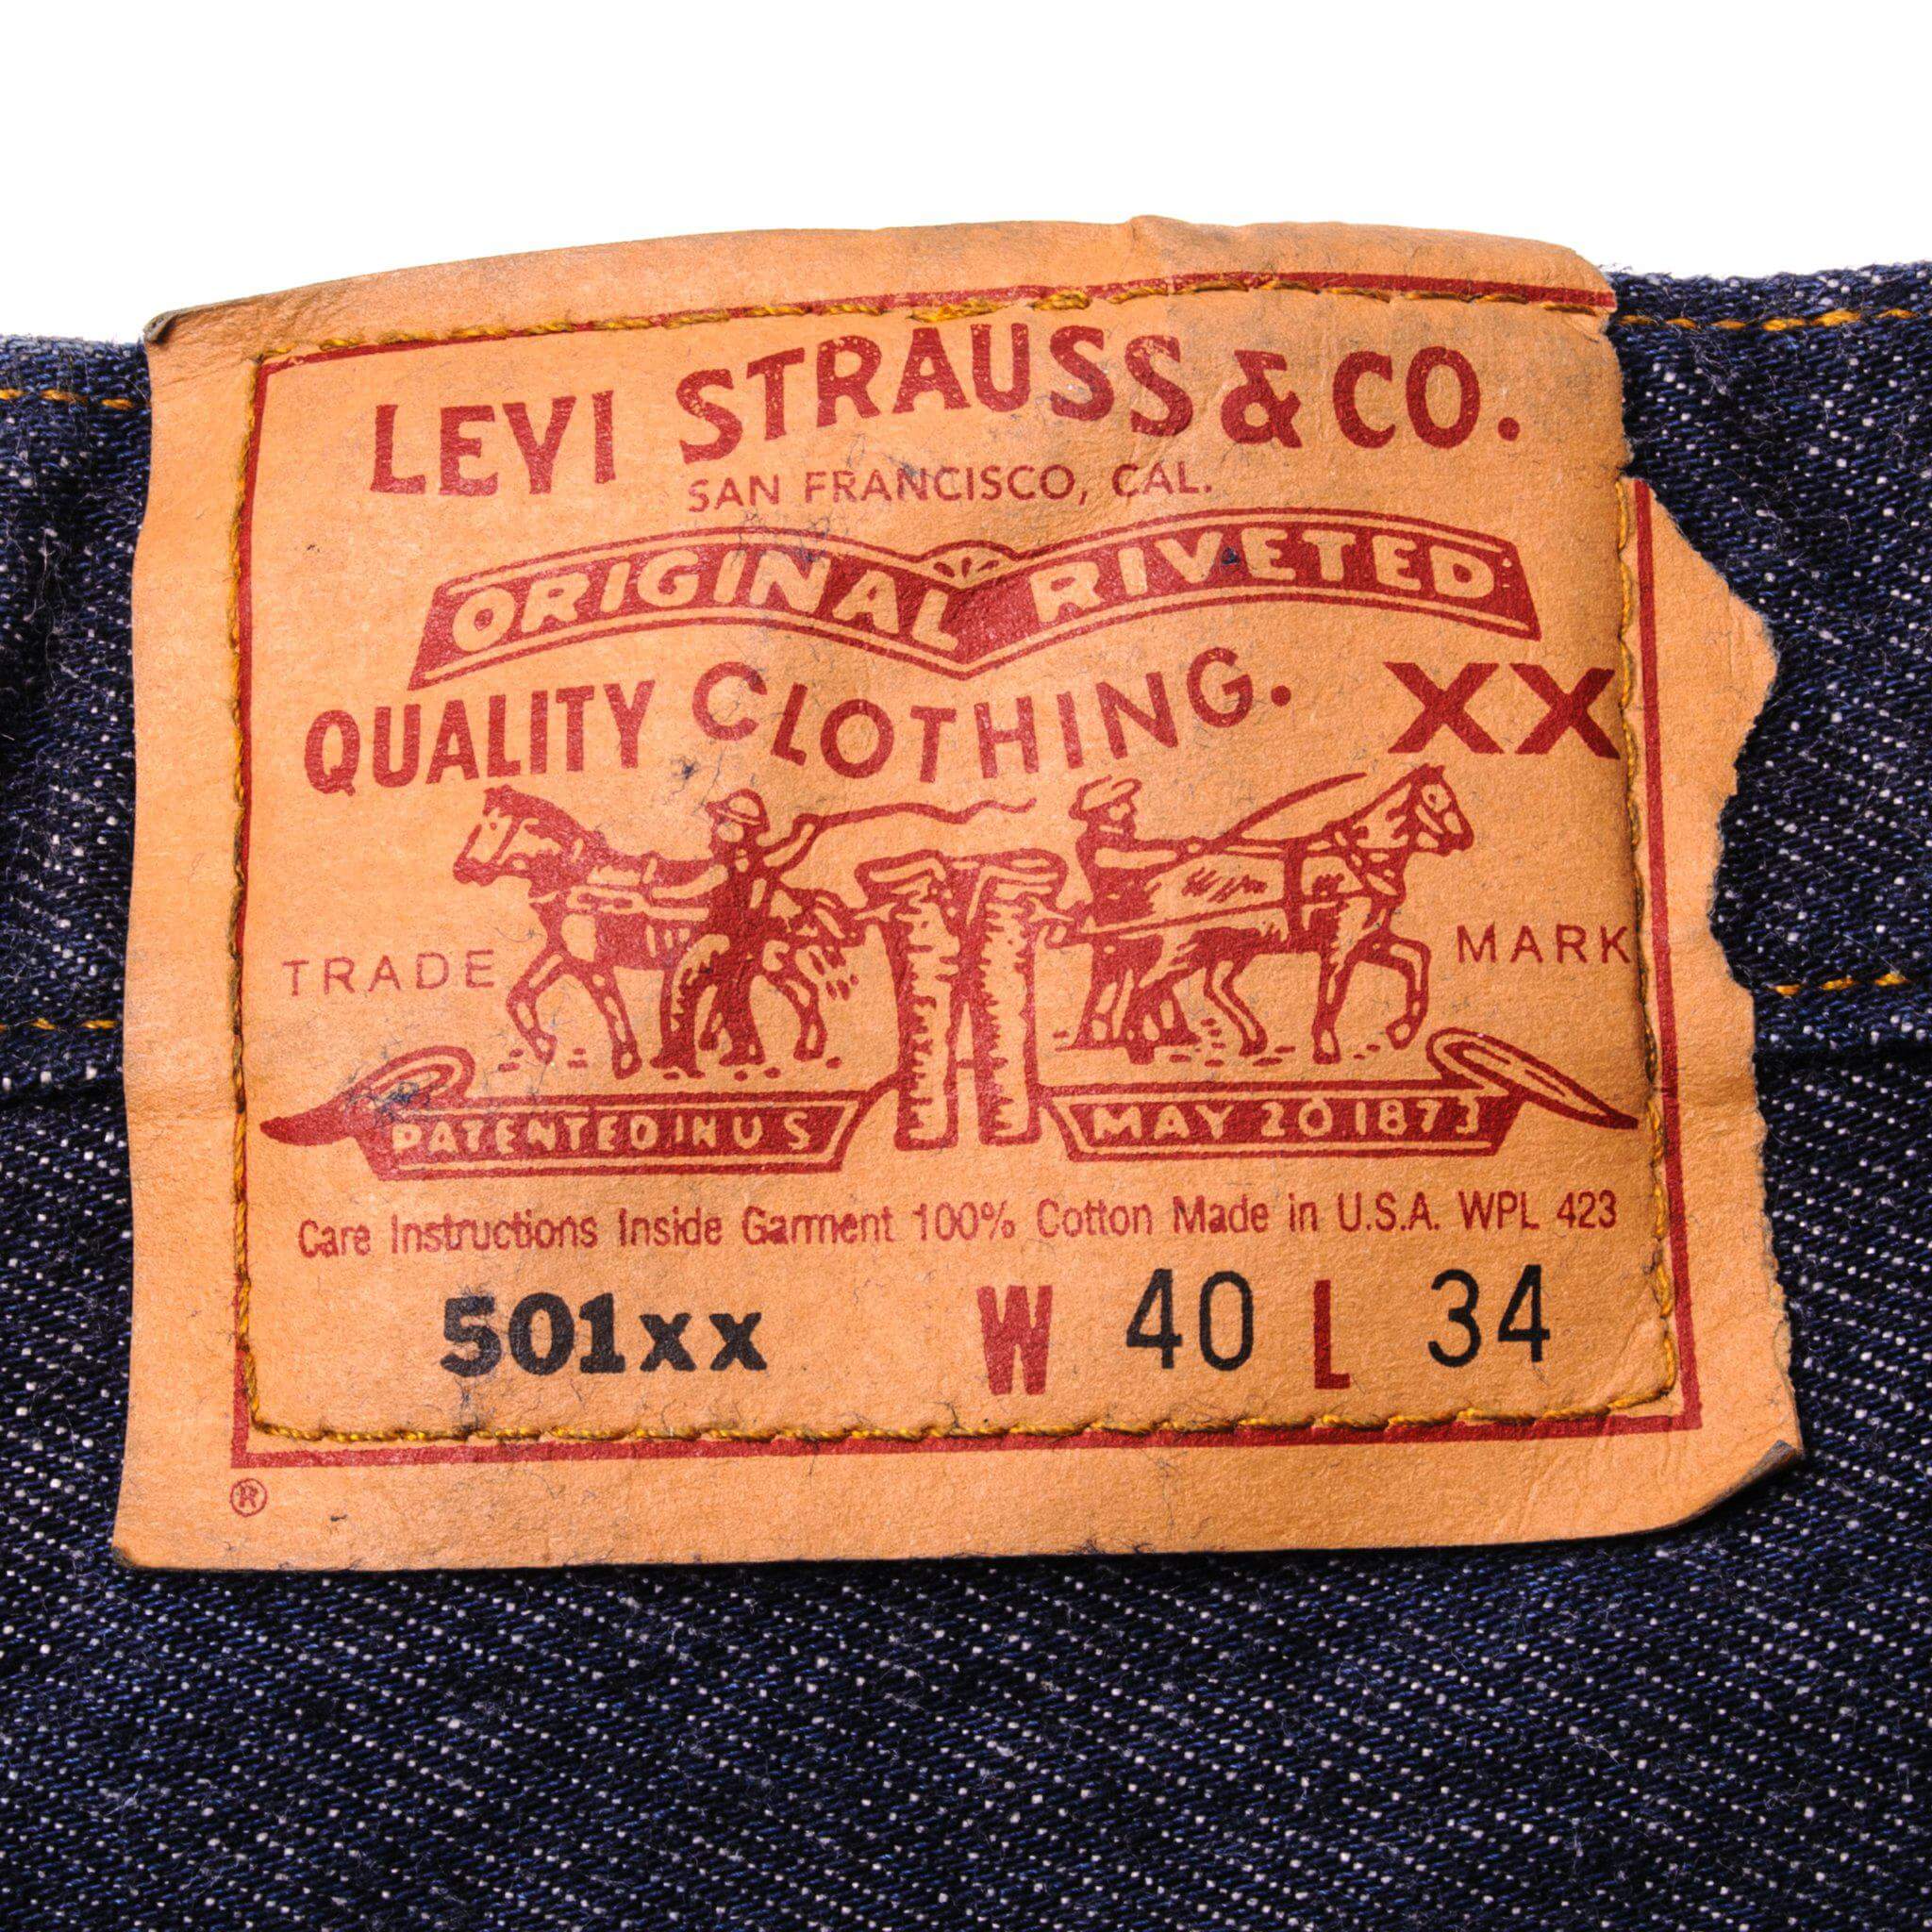 LEVI STRAUSS & CO.
SAN FRANCISCO, CAL.
ORIGINAL RIVETED
QUALITY CLOTHING. XX
TRADE MARK
PATENTED IN U S MAY 20 1873
Care Instructions Inside Garment 100% Cotton Made in U.S.A. WPL 423
501xx W 40 L 34
®